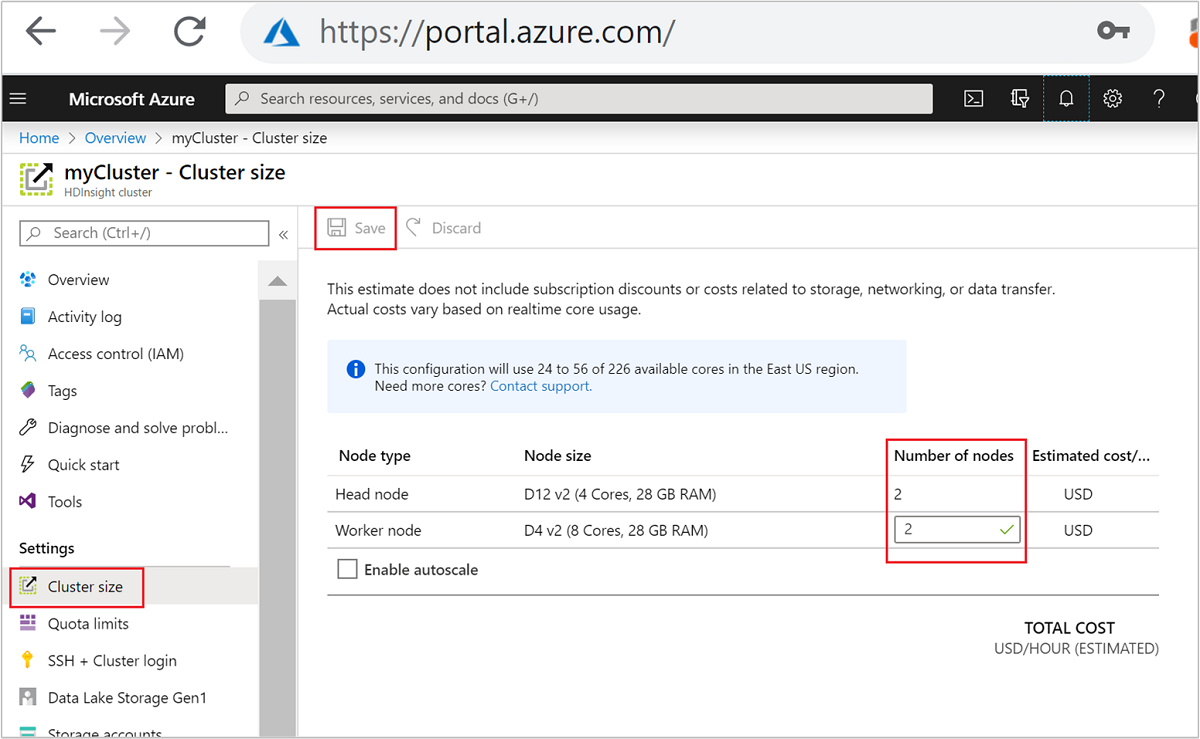 https://portal.azure.com/
Microsoft Azure
Search resources, services, and docs (G+/)
Home > Overview > myCluster - Cluster size
myCluster - Cluster size
HDInsight cluster
Search (Ctrl+/)
«
Save
Discard
Overview
Activity log
Access control (IAM)
Tags
Diagnose and solve probl...
Quick start
Tools
Settings
Cluster size
Quota limits
SSH + Cluster login
Data Lake Storage Gen1
Storage accounts
This estimate does not include subscription discounts or costs related to storage, networking, or data transfer.
Actual costs vary based on realtime core usage.
This configuration will use 24 to 56 of 226 available cores in the East US region.
Need more cores? Contact support.
Node type Node size Number of nodes Estimated cost/...
Head node D12 v2 (4 Cores, 28 GB RAM) 2 USD
Worker node D4 v2 (8 Cores, 28 GB RAM) 2 USD
Enable autoscale
TOTAL COST
USD/HOUR (ESTIMATED)